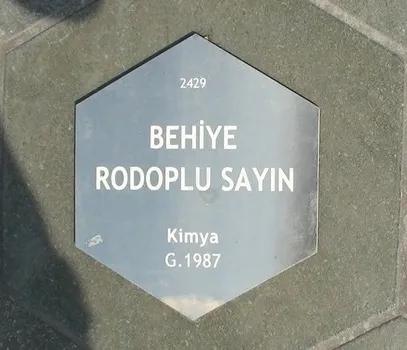 2429
BEHİYE
RODOPLU SAYIN
Kimya
G.1987